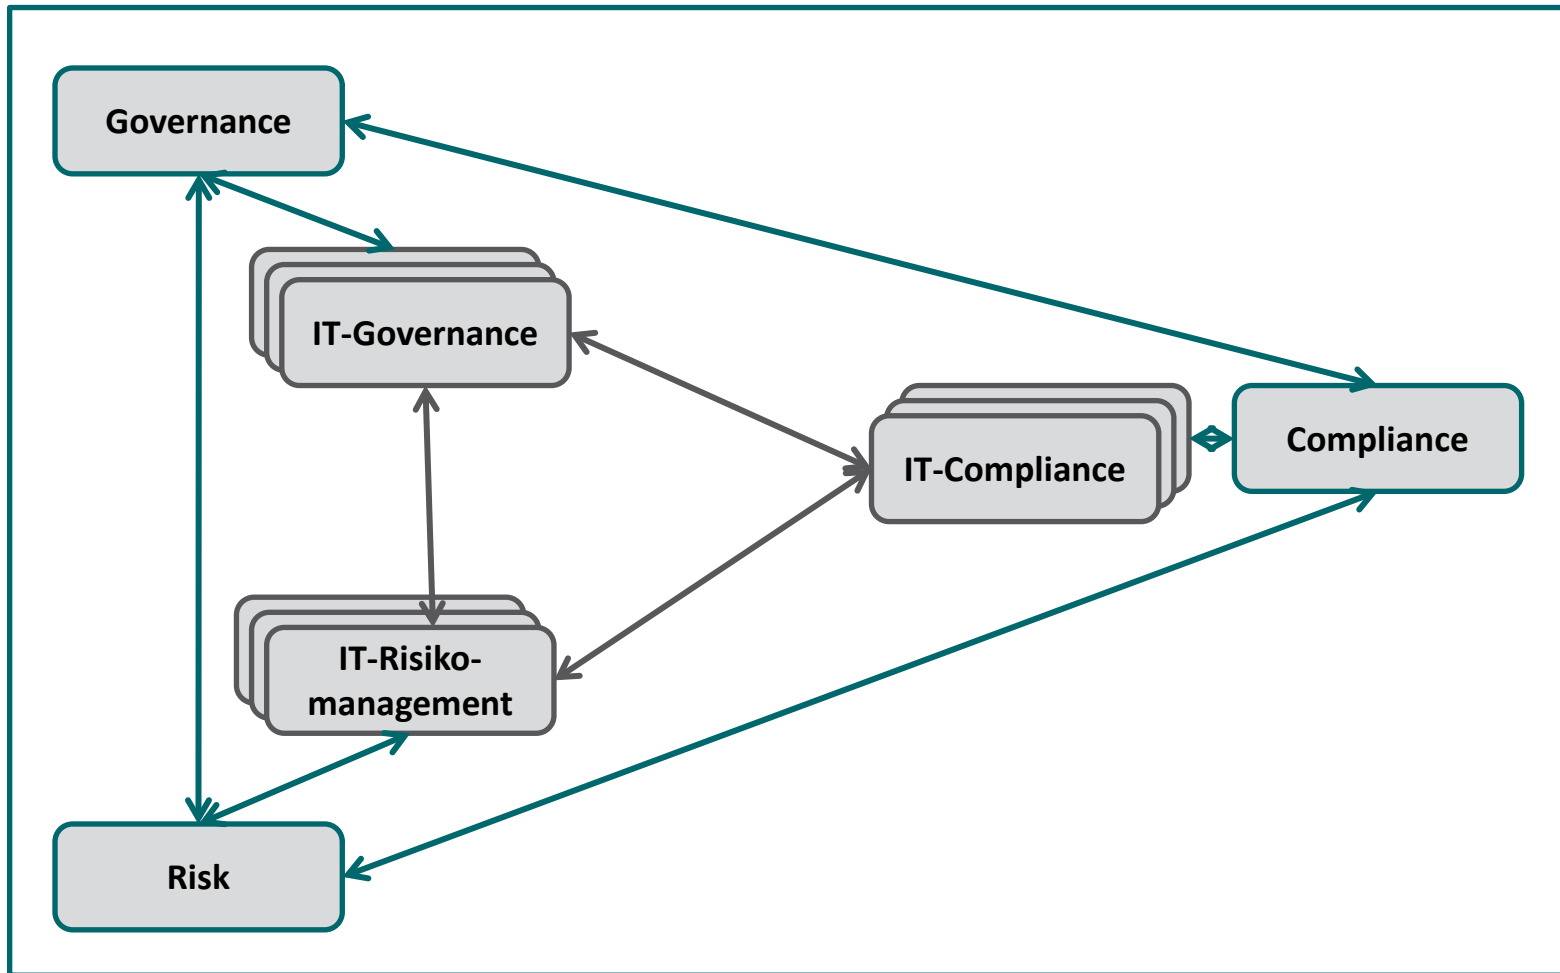 Governance
IT-Governance
IT-Compliance
Compliance
IT-Risiko-
management
Risk